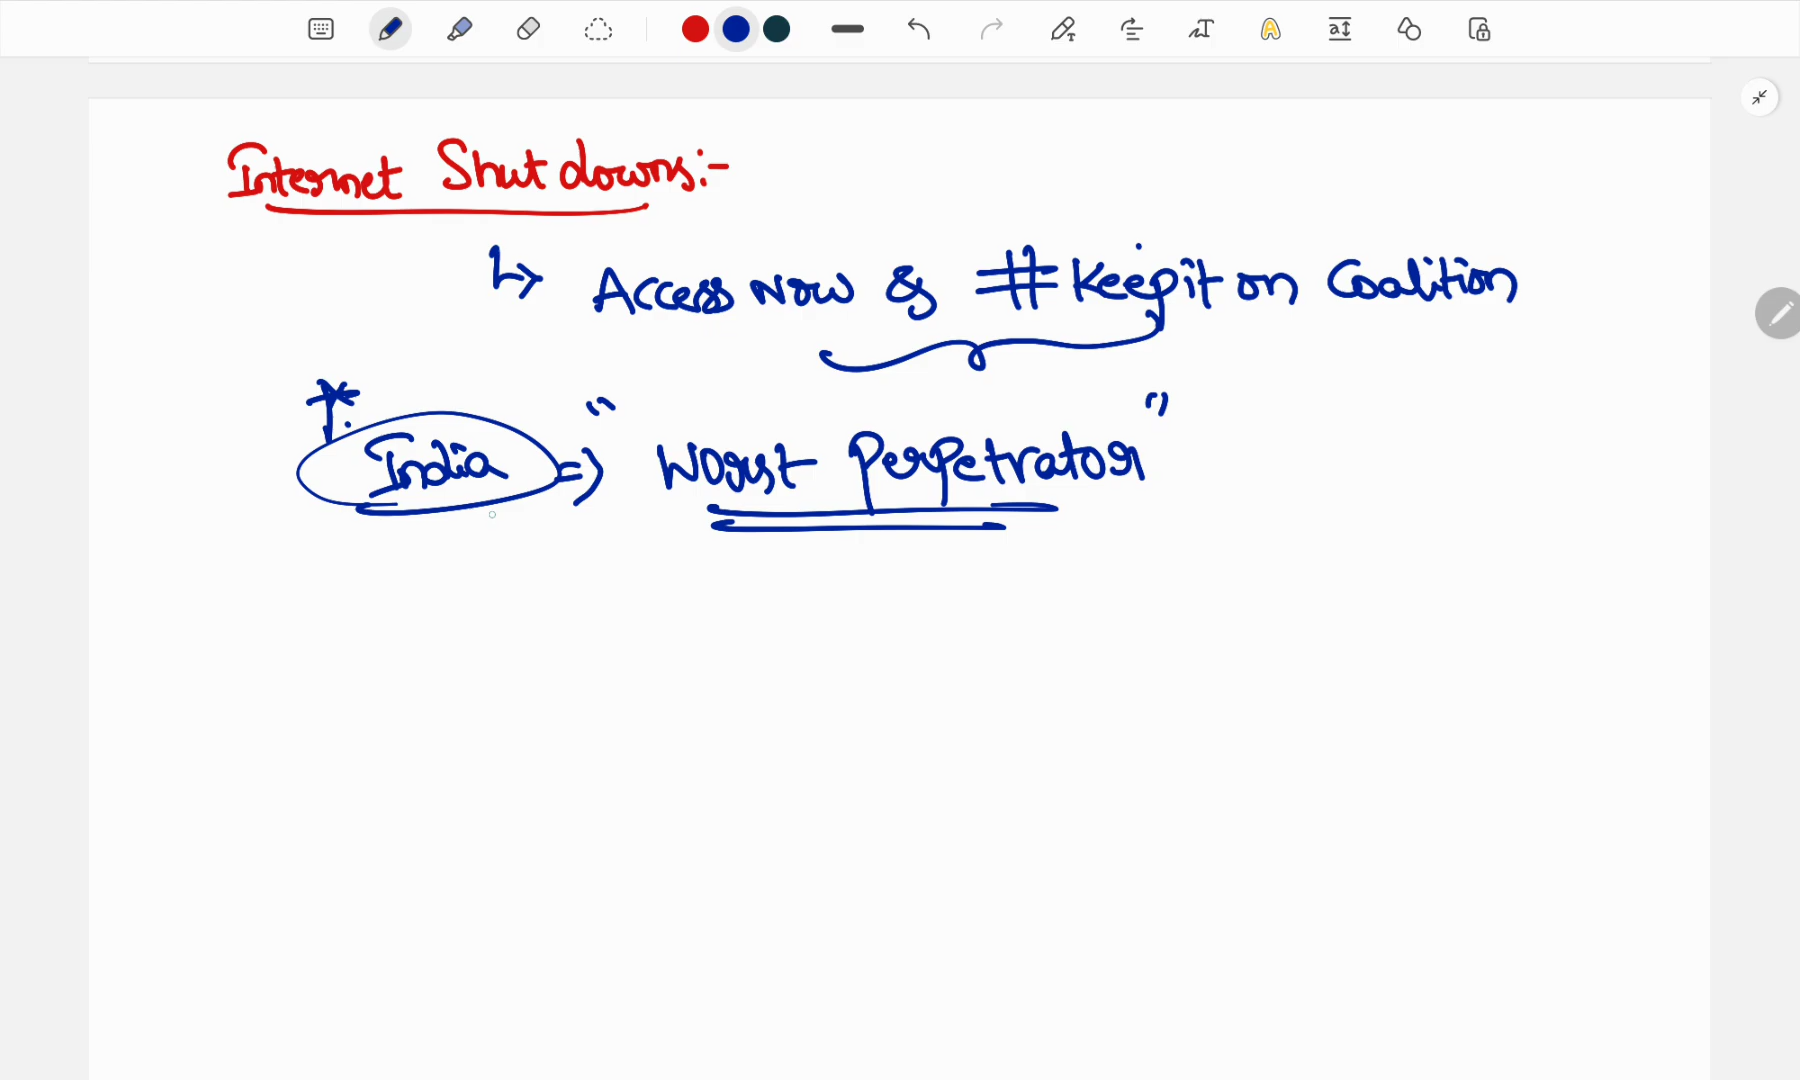 Internet Shutdowns:-
↳ Access Now & #Keepit on Coalition
* India => "Worst Perpetrator"